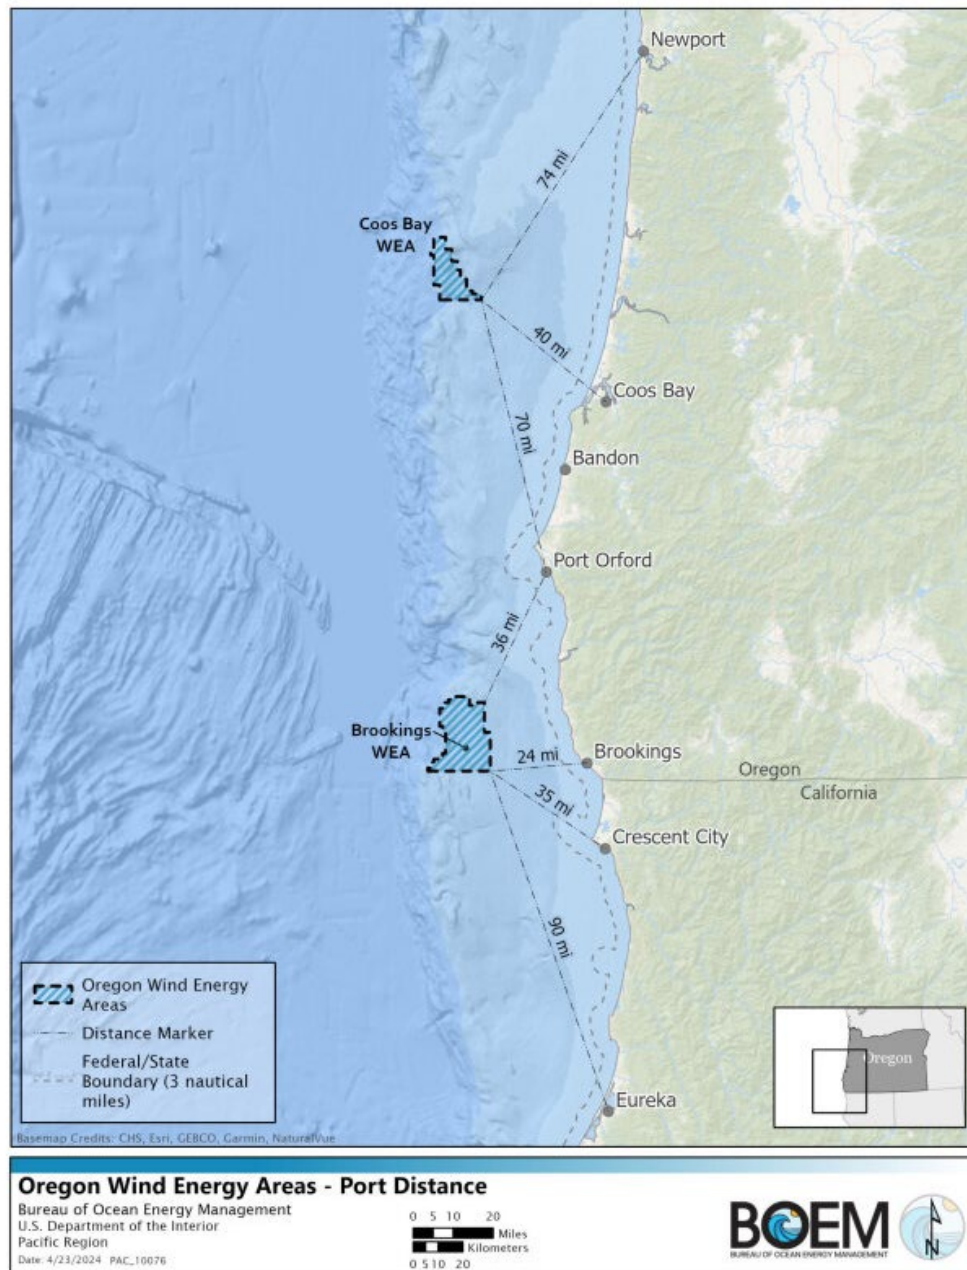 Newport
74 mi
Coos Bay
WEA
40 mi
Coos Bay
70 mi
Bandon
Port Orford
36 mi
Brookings
WEA
24 mi
Brookings
Oregon
California
35 mi
Crescent City
90 mi
Eureka
Oregon Wind Energy
Areas
Distance Marker
Federal/State
Boundary (3 nautical
miles)
Oregon
Basemap Credits: CHS, Esri, GEBCO, Garmin, NaturalVue
Oregon Wind Energy Areas - Port Distance
Bureau of Ocean Energy Management
U.S. Department of the Interior
Pacific Region
Date: 4/23/2024 PAC_10076
0 5 10 20
Miles
Kilometers
0 5 10 20
BOEM
BUREAU OF OCEAN ENERGY MANAGEMENT
N